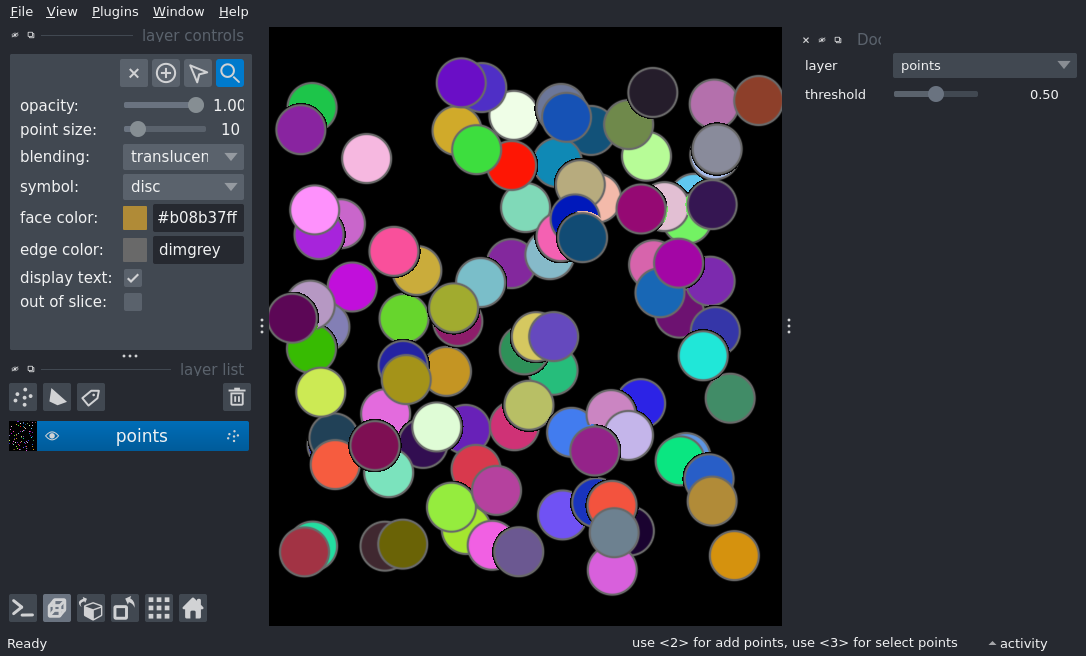 File View Plugins Window Help
layer controls
opacity: 1.00
point size: 10
blending: translucen
symbol: disc
face color: #b08b37ff
edge color: dimgrey
display text:
out of slice:
layer list
points
Doc
layer points
threshold 0.50
Ready
use <2> for add points, use <3> for select points
activity